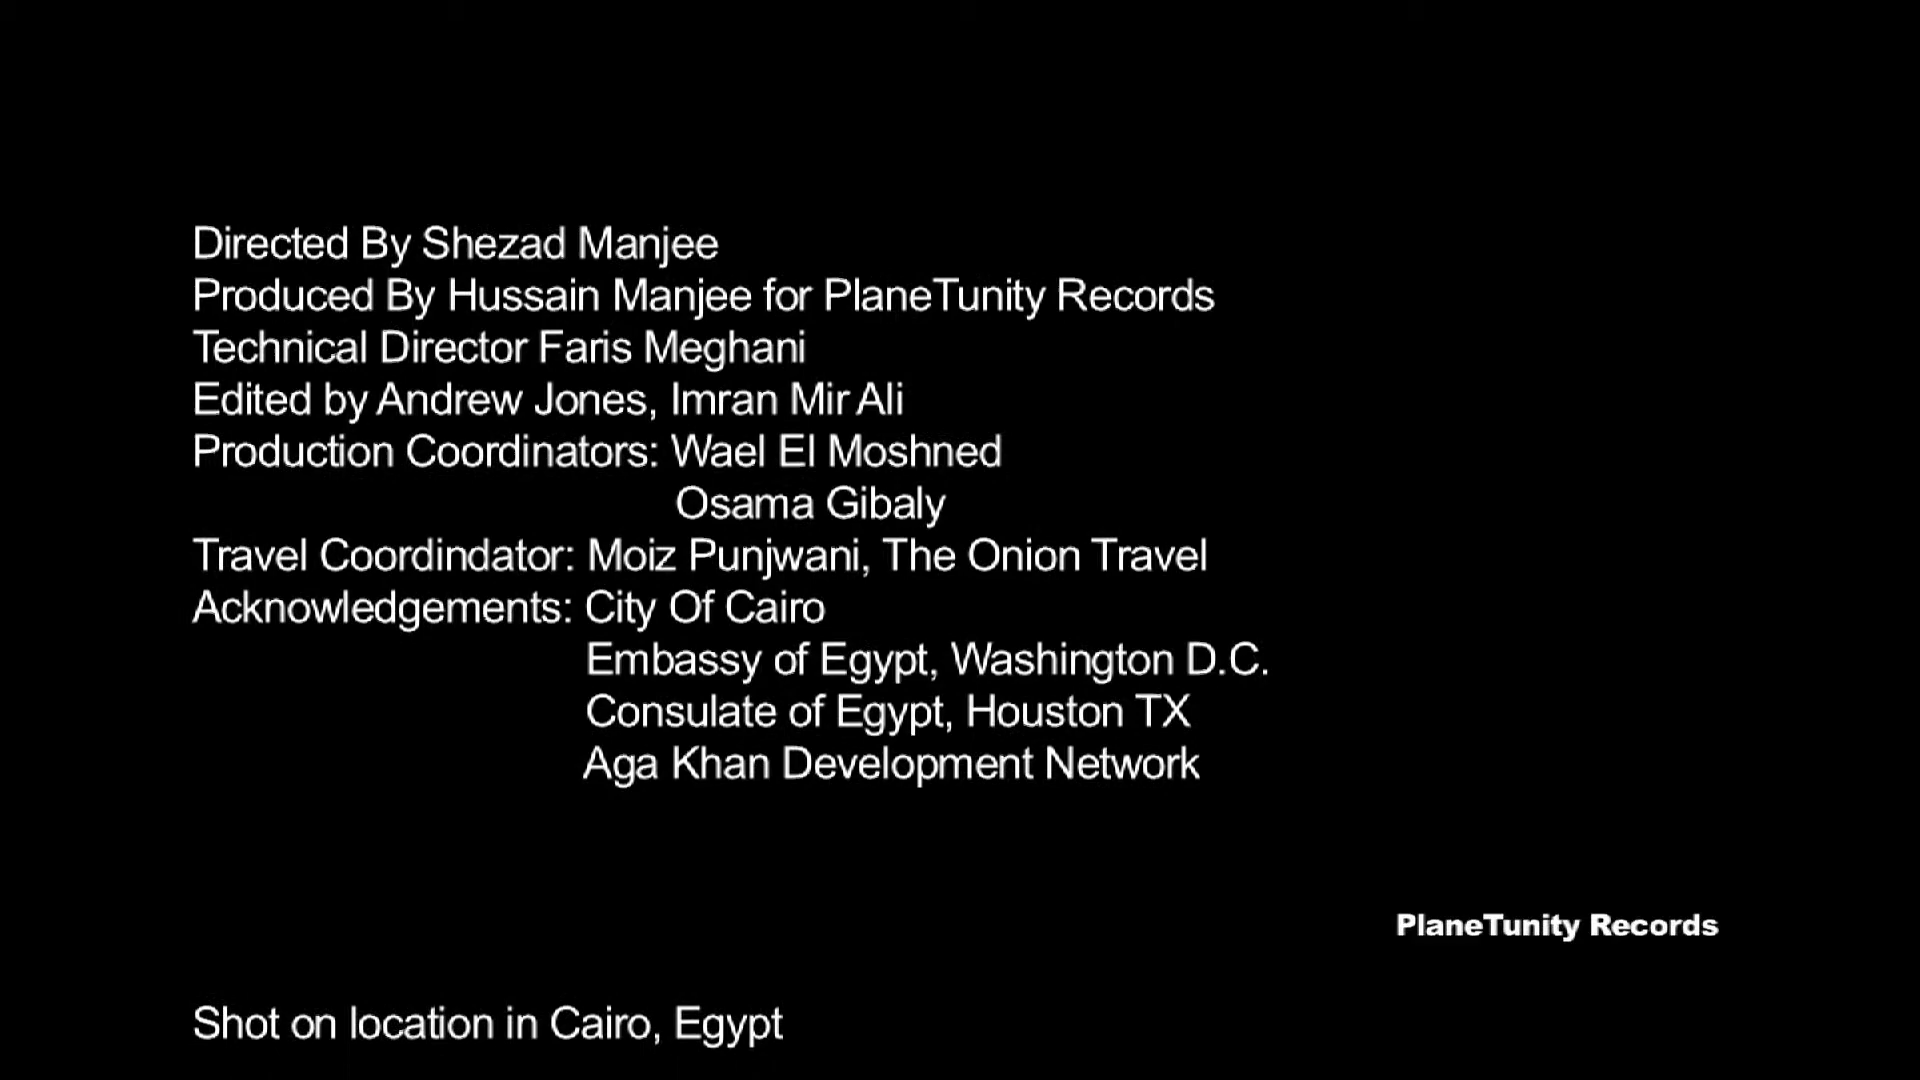 Directed By Shezad Manjee
Produced By Hussain Manjee for PlaneTunity Records
Technical Director Faris Meghani
Edited by Andrew Jones, Imran Mir Ali
Production Coordinators: Wael El Moshned
Osama Gibaly
Travel Coordindator: Moiz Punjwani, The Onion Travel
Acknowledgements: City Of Cairo
Embassy of Egypt, Washington D.C.
Consulate of Egypt, Houston TX
Aga Khan Development Network
PlaneTunity Records
Shot on location in Cairo, Egypt